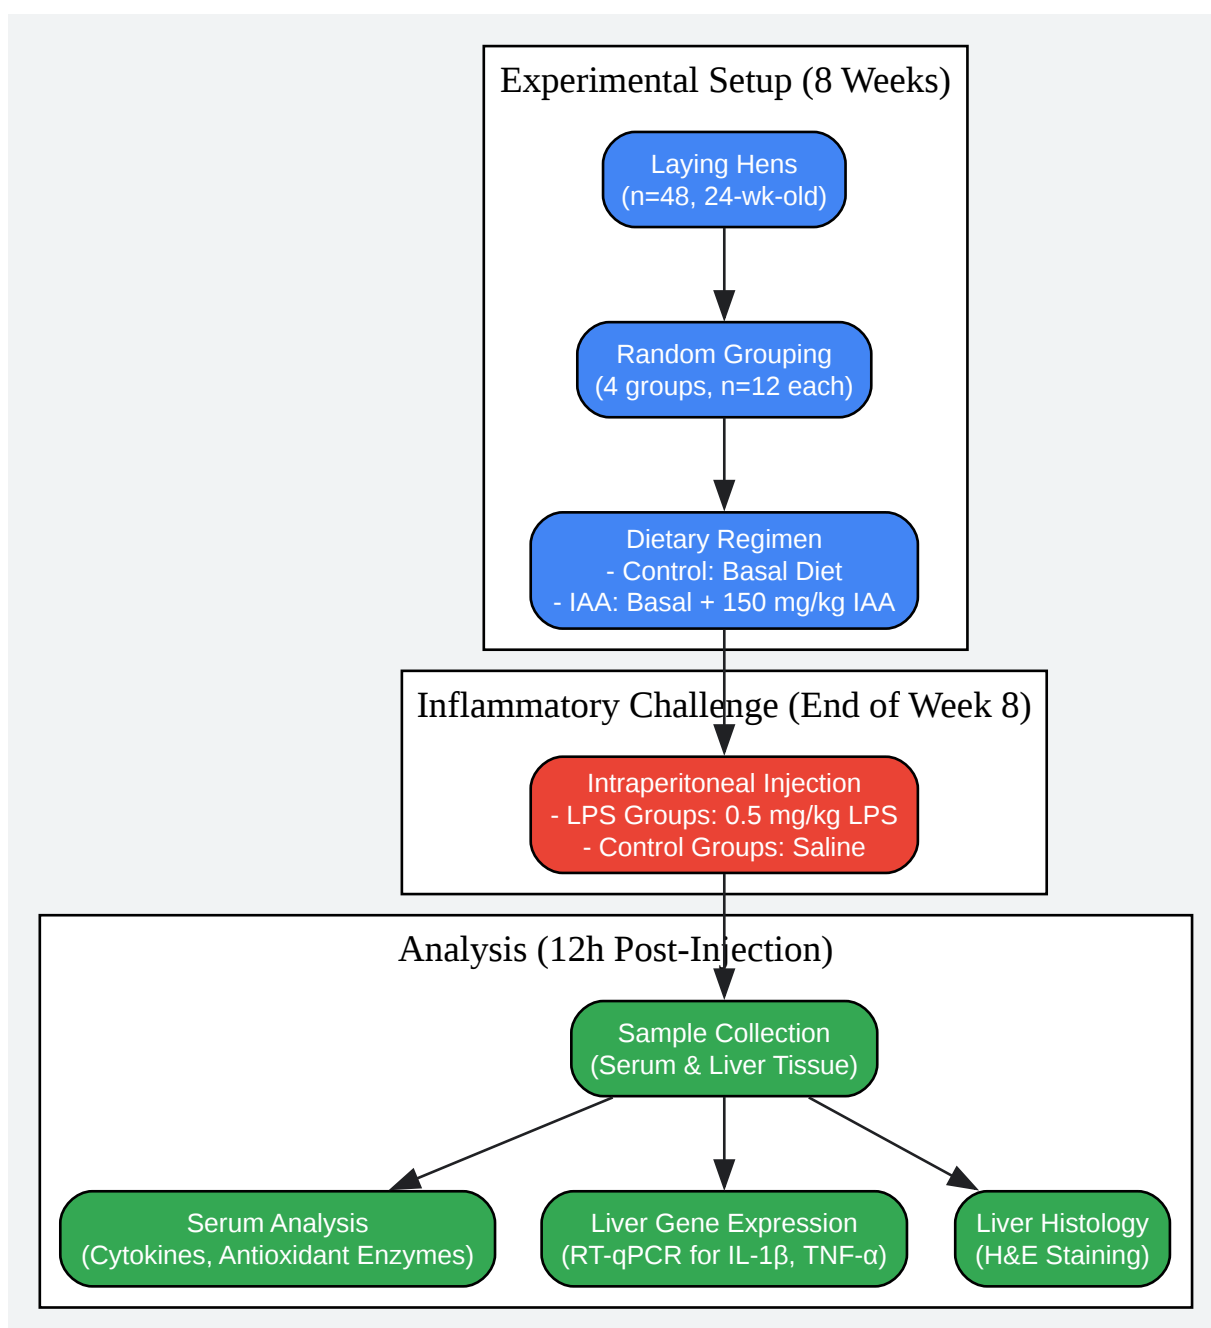 Experimental Setup (8 Weeks)
Laying Hens
(n=48, 24-wk-old)
Random Grouping
(4 groups, n=12 each)
Dietary Regimen
- Control: Basal Diet
- IAA: Basal + 150 mg/kg IAA
Inflammatory Challenge (End of Week 8)
Intraperitoneal Injection
- LPS Groups: 0.5 mg/kg LPS
- Control Groups: Saline
Analysis (12h Post-Injection)
Sample Collection
(Serum & Liver Tissue)
Serum Analysis
(Cytokines, Antioxidant Enzymes)
Liver Gene Expression
(RT-qPCR for IL-1β, TNF-α)
Liver Histology
(H&E Staining)